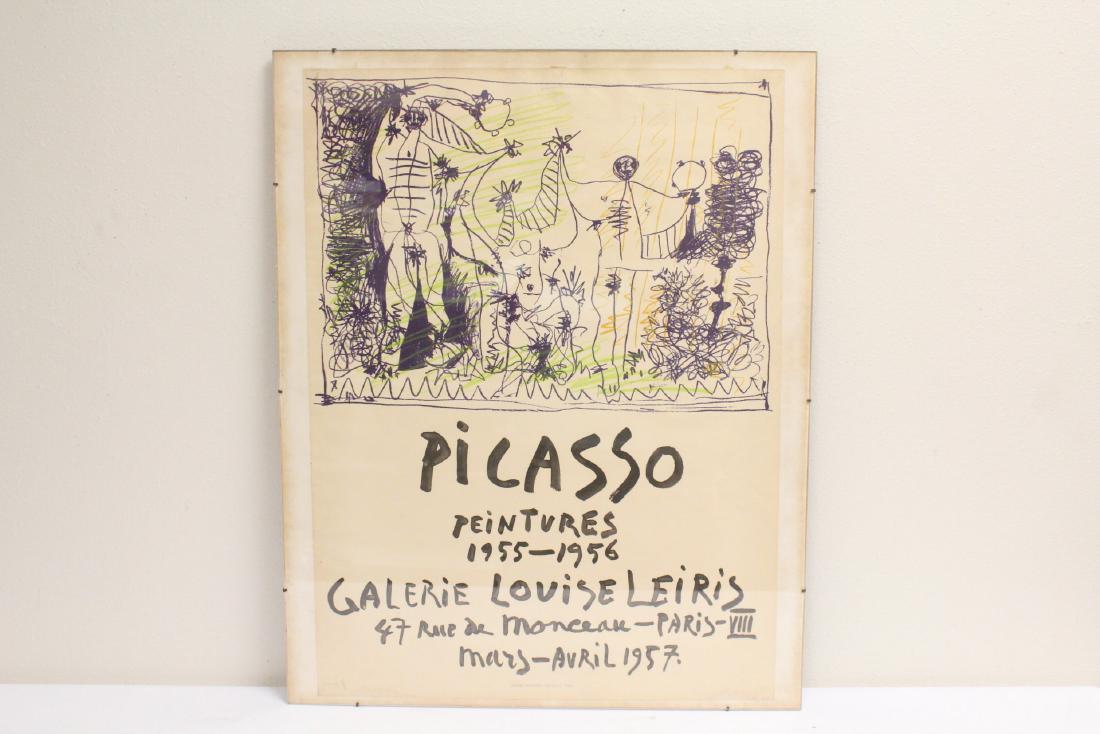 PiCASSO
PEiNTURES
1955-1956
GALERiE LOUiSE LEiRiS
47 Rue de Monceau-PARiS-VIII
mars-AVRiL 1957.